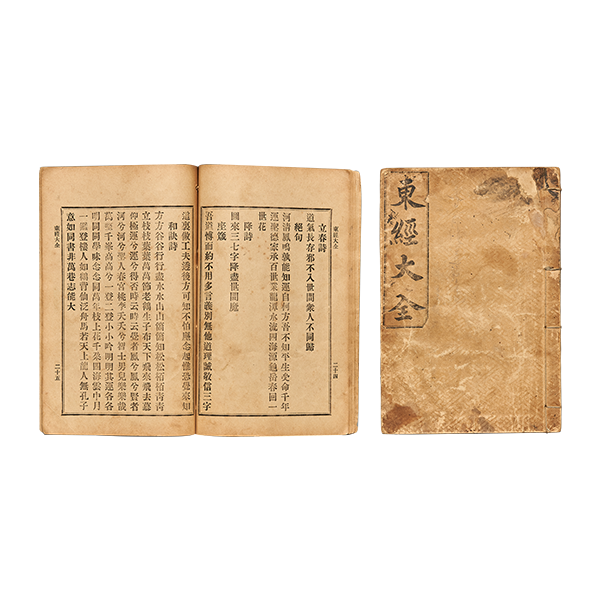 東經大全
二十四
立春詩
道氣長存邪不入世間衆人不同歸
絕句
河清鳳鳴孰能知運自何方吾不知平生受命千年
運聖德家承百世業龍潭水流四海源龜岳春回一
世花
降詩
圖來三七字降盡世間魔
座箴
吾道博而約不用多言義別無他道理誠敬信三字
這裏做工夫透後方可知不怕塵念起惟恐覺來知
和訣詩
方方谷谷行行盡水水山山箇箇知松松栢栢靑靑
立枝枝葉葉萬萬節老鶴生子布天下飛來飛去慕
仰極運兮運兮得否時云時云覺者鳳兮鳳兮賢者
河兮河兮聖人春宮桃李夭夭兮智士男兒樂樂哉
萬壑千峯高高兮一登二登小小吟明明其運各各
明同同學味念念同萬年枝上花千朶四海雲中月
一鑑登樓人如鶴背仙泛舟馬若天上龍人無孔子
意如同書非萬卷志能大
東經大全
二十五
東經大全